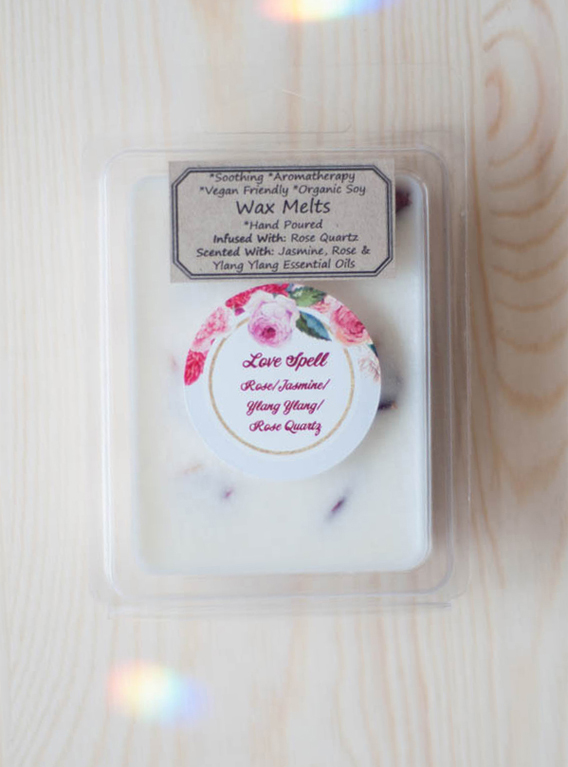 *Soothing *Aromatherapy
*Vegan Friendly *Organic Soy
Wax Melts
*Hand Poured
Infused With: Rose Quartz
Scented With: Jasmine, Rose &
Ylang Ylang Essential Oils
Love Spell
Rose/Jasmine/
Ylang Ylang/
Rose Quartz